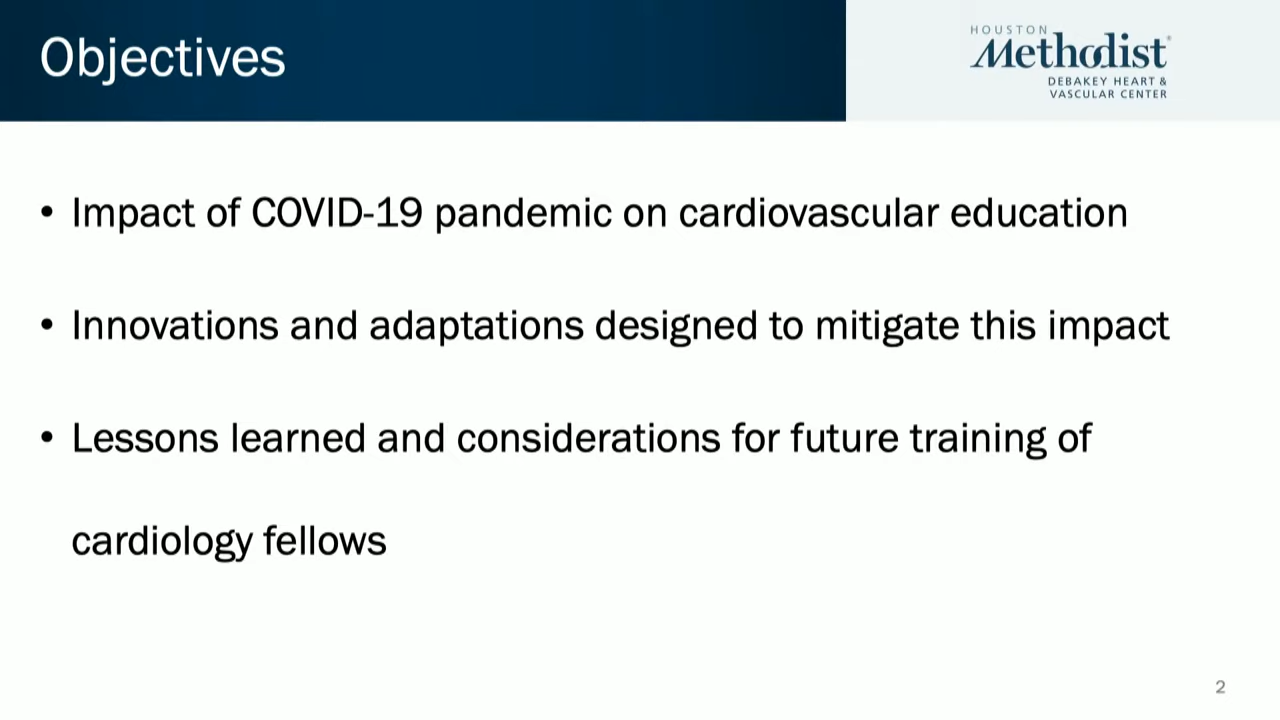 Objectives
HOUSTON
Methodist®
DEBAKEY HEART &
VASCULAR CENTER
• Impact of COVID-19 pandemic on cardiovascular education
• Innovations and adaptations designed to mitigate this impact
• Lessons learned and considerations for future training of
cardiology fellows
2